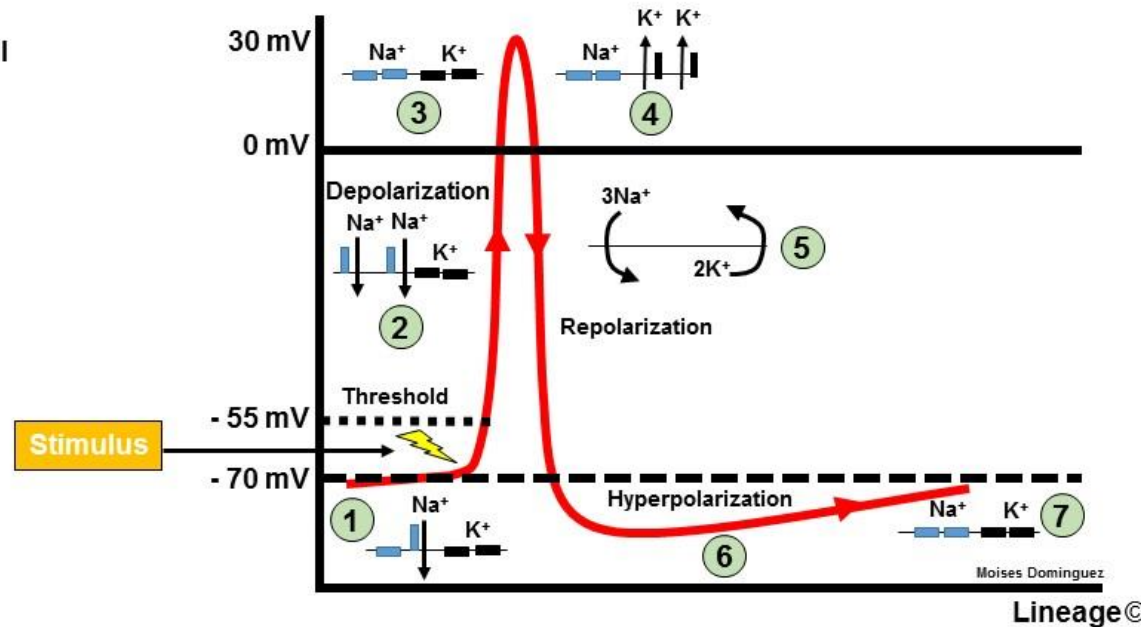 l
30 mV
Na⁺ K⁺
3
Na⁺
K⁺ K⁺
4
0 mV
Depolarization
Na⁺ Na⁺
K⁺
2
3Na⁺
2K⁺
5
Repolarization
Threshold
- 55 mV
Stimulus
- 70 mV
1
Na⁺
K⁺
Hyperpolarization
6
Na⁺ K⁺
7
Moises Dominguez
Lineage©